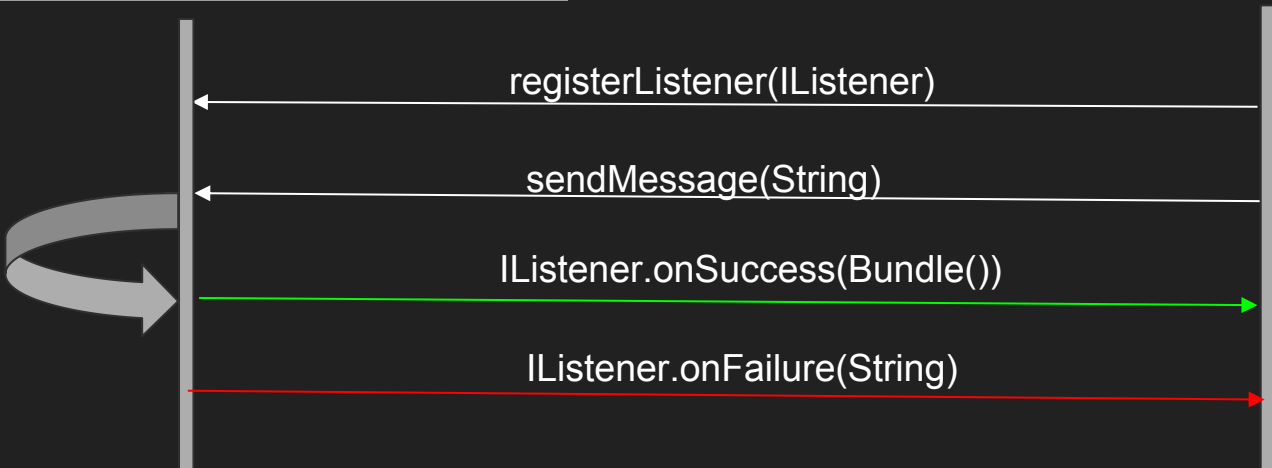 registerListener(IListener)
sendMessage(String)
IListener.onSuccess(Bundle())
IListener.onFailure(String)